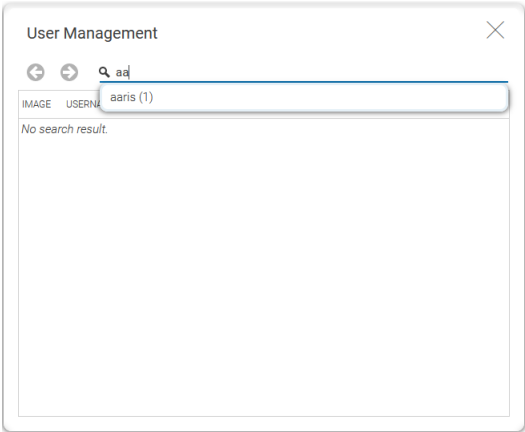 User Management
aa
aaris (1)
IMAGE
No search result.